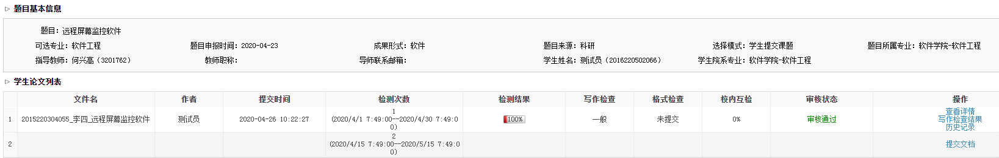 题目基本信息
题目：远程屏幕监控软件
可选专业：软件工程 题目申报时间：2020-04-23 成果形式：软件 题目来源：科研 选择模式：学生提交课题 题目所属专业：软件学院-软件工程
指导教师：何兴高（3201762） 教师职称： 导师联系邮箱： 学生姓名：测试员（2016220502066） 学生院系专业：软件学院-软件工程
学生论文列表
文件名 作者 提交时间 检测次数 检测结果 写作检查 格式检查 校内互检 审核状态 操作
1 2015220304055_李四_远程屏幕监控软件 测试员 2020-04-26 10:22:27
1
(2020/4/1 7:49:00--2020/4/30 7:49:0
0)
100% 一般 未提交 0% 审核通过
查看详情
写作检查结果
历史记录
2
2
(2020/4/15 7:49:00--2020/5/15 7:49:0
0)
提交文档